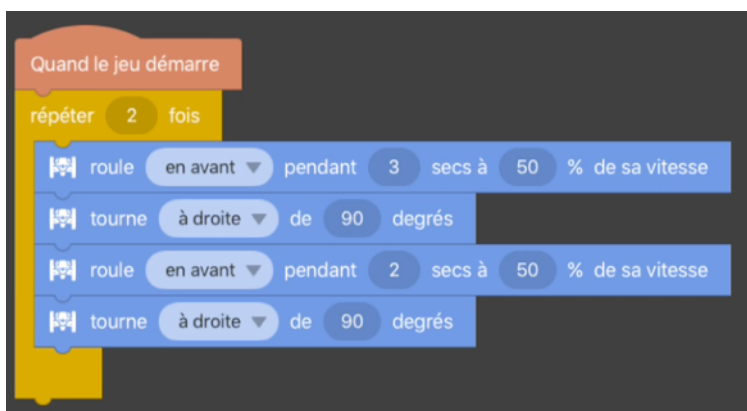 Quand le jeu démarre
répéter 2 fois
roule en avant pendant 3 secs à 50 % de sa vitesse
tourne à droite de 90 degrés
roule en avant pendant 2 secs à 50 % de sa vitesse
tourne à droite de 90 degrés